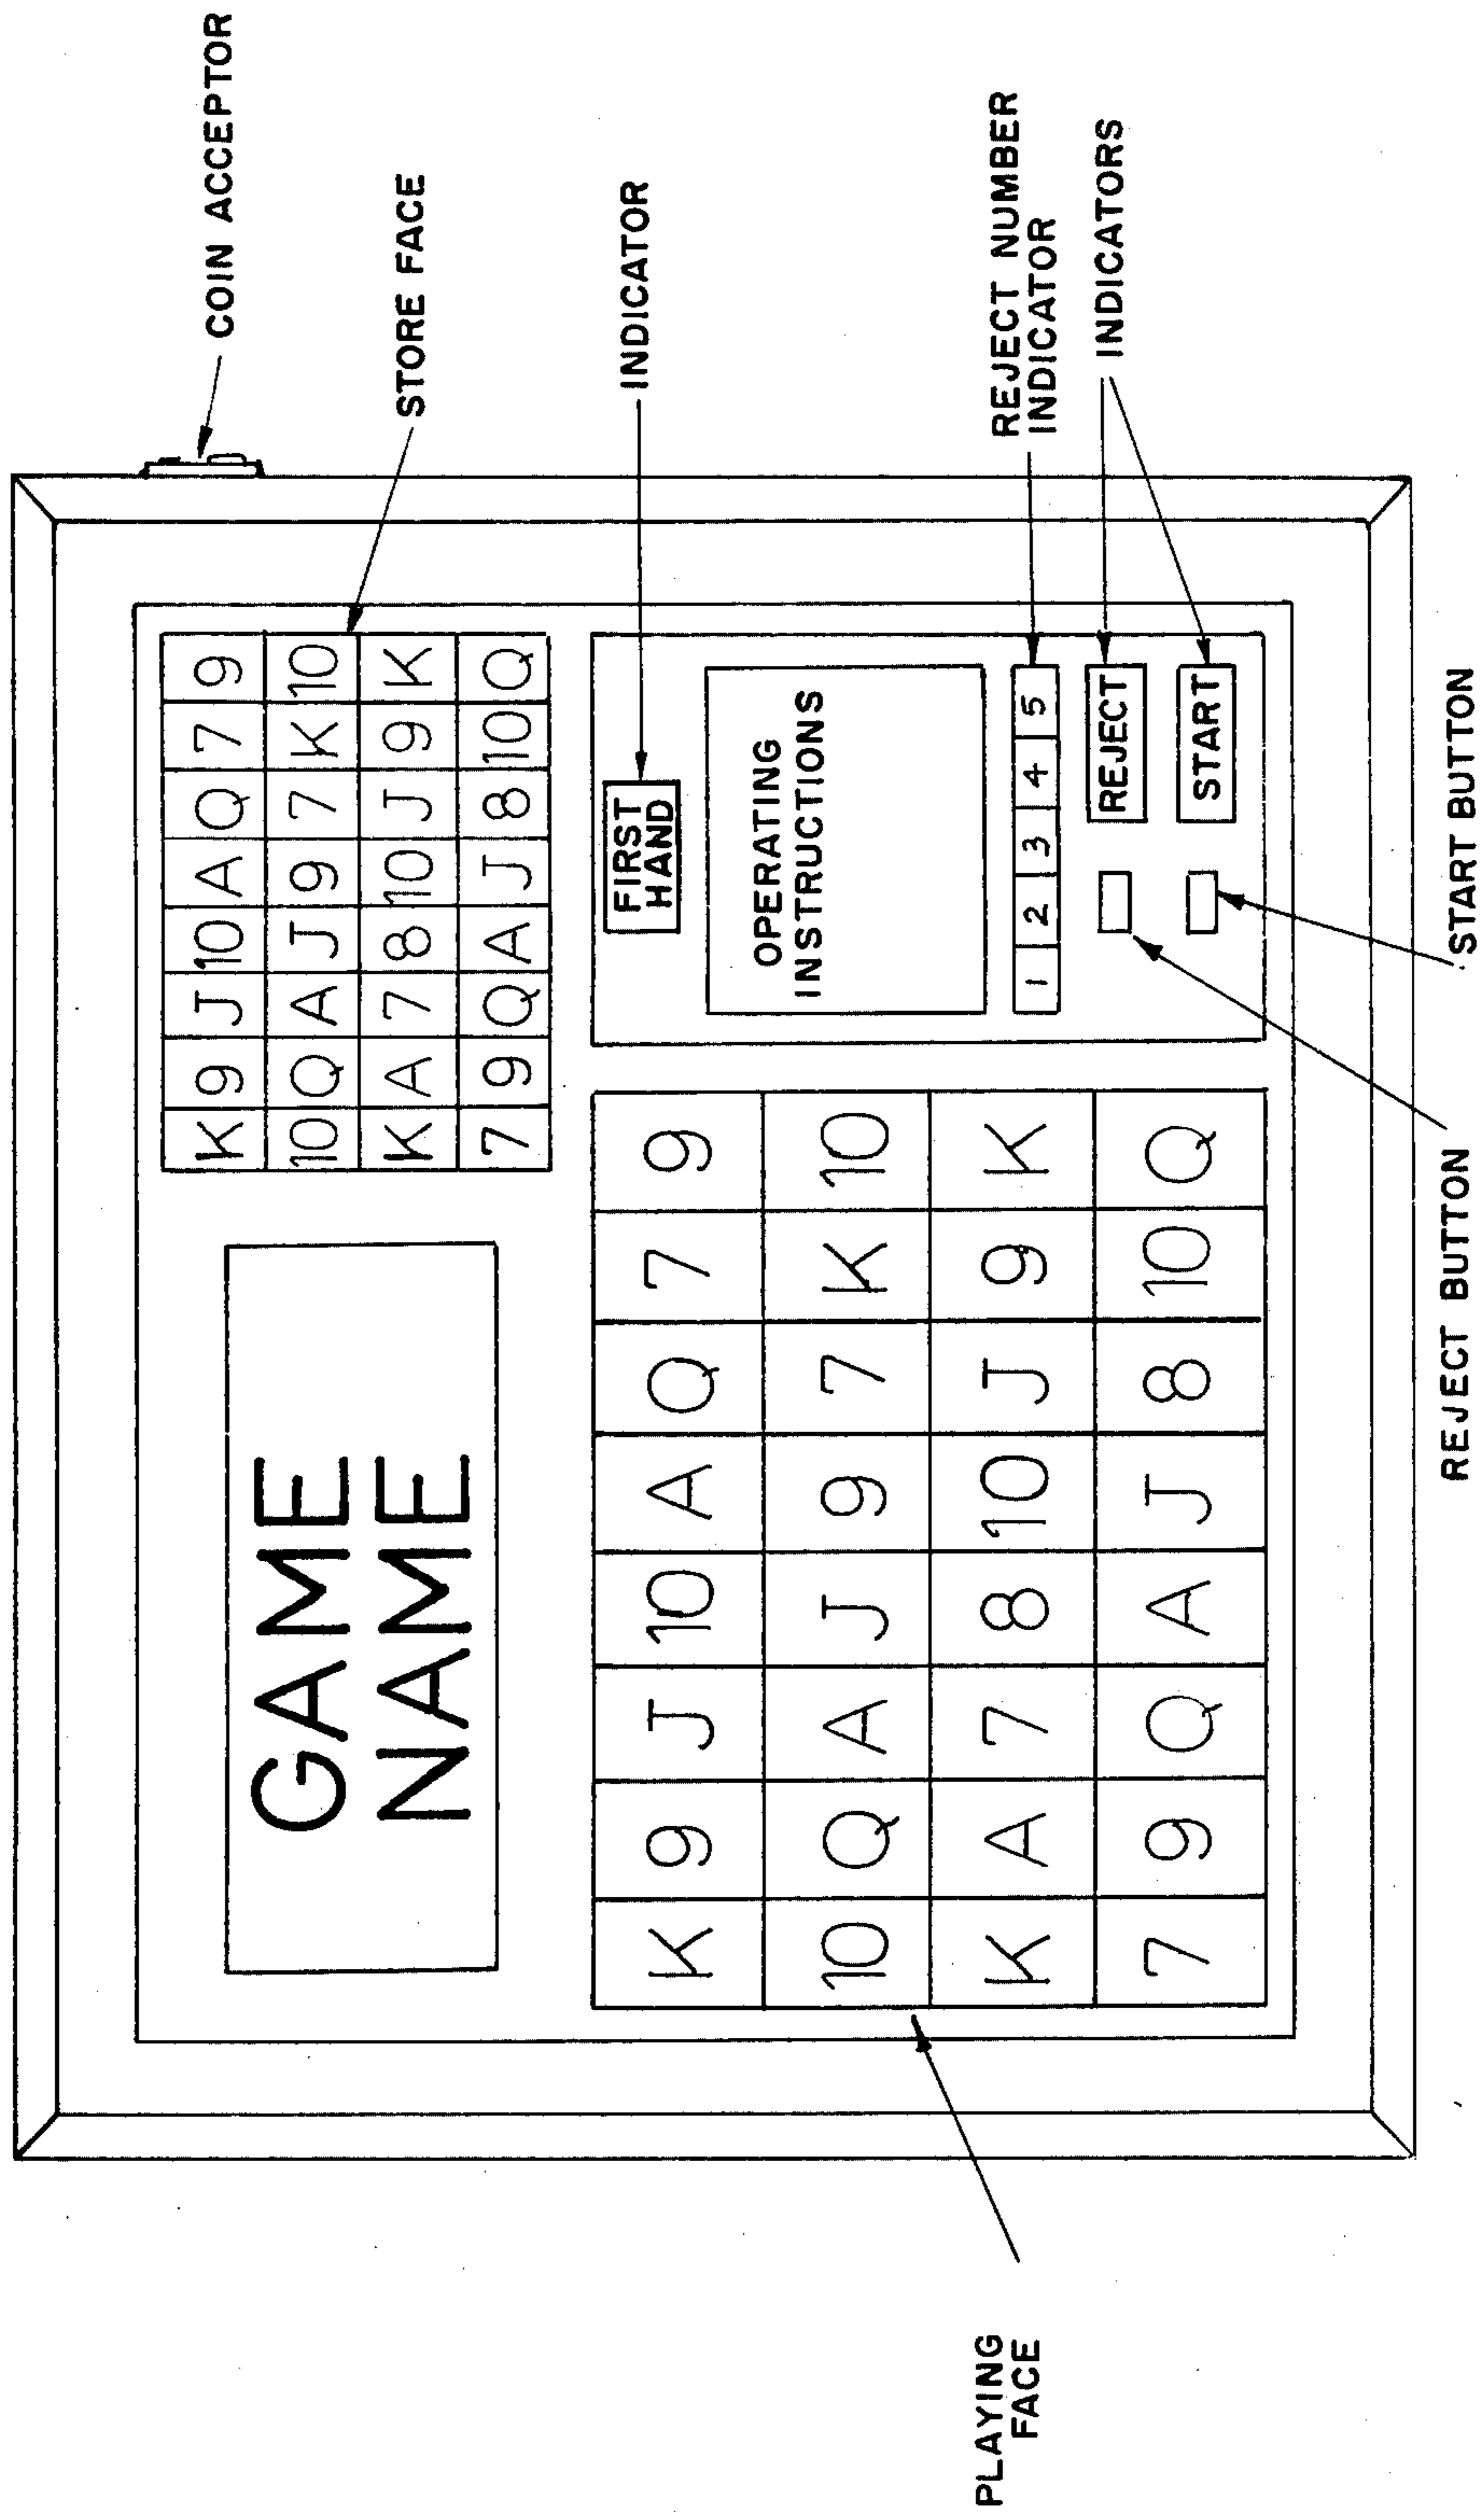 COIN ACCEPTOR
STORE FACE
INDICATOR
REJECT NUMBER
INDICATOR
INDICATORS
GAME
NAME
K 9 J 10 A Q 7 9
10 Q A J 9 7 K 10
K A 7 8 10 J 9 K
7 9 Q A J 8 10 Q
FIRST
HAND
OPERATING
INSTRUCTIONS
1 2 3 4 5
REJECT
START
K 9 J 10 A Q 7 9
10 Q A J 9 7 K 10
K A 7 8 10 J 9 K
7 9 Q A J 8 10 Q
PLAYING
FACE
REJECT BUTTON
START BUTTON